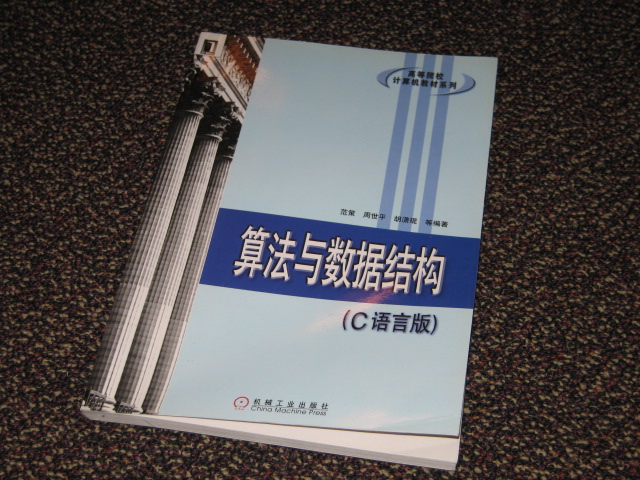 高等院校
计算机教材系列
范策 周世平 胡潇琨 等编著
算法与数据结构
(C语言版)
机械工业出版社
China Machine Press